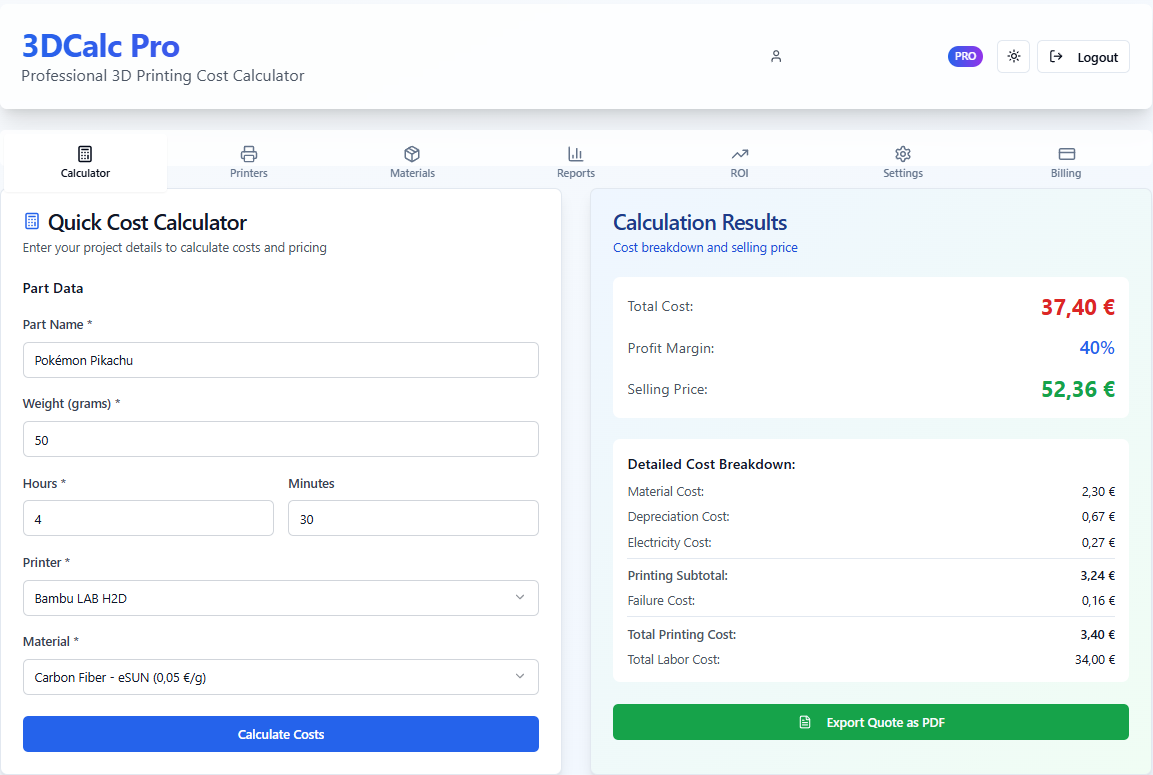 3DCalc Pro
Professional 3D Printing Cost Calculator
PRO
Logout
Calculator
Printers
Materials
Reports
ROI
Settings
Billing
Quick Cost Calculator
Enter your project details to calculate costs and pricing
Part Data
Part Name *
Pokémon Pikachu
Weight (grams) *
50
Hours * Minutes
4 30
Printer *
Bambu LAB H2D
Material *
Carbon Fiber - eSUN (0,05 €/g)
Calculate Costs
Calculation Results
Cost breakdown and selling price
Total Cost: 37,40 €
Profit Margin: 40%
Selling Price: 52,36 €
Detailed Cost Breakdown:
Material Cost: 2,30 €
Depreciation Cost: 0,67 €
Electricity Cost: 0,27 €
Printing Subtotal: 3,24 €
Failure Cost: 0,16 €
Total Printing Cost: 3,40 €
Total Labor Cost: 34,00 €
Export Quote as PDF